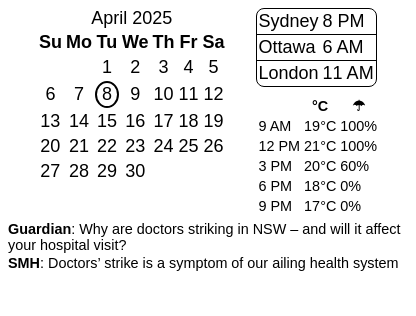 April 2025
Su Mo Tu We Th Fr Sa
1 2 3 4 5
6 7 8 9 10 11 12
13 14 15 16 17 18 19
20 21 22 23 24 25 26
27 28 29 30
Sydney 8 PM
Ottawa 6 AM
London 11 AM
°C ☂
9 AM 19°C 100%
12 PM 21°C 100%
3 PM 20°C 60%
6 PM 18°C 0%
9 PM 17°C 0%
Guardian: Why are doctors striking in NSW – and will it affect
your hospital visit?
SMH: Doctors’ strike is a symptom of our ailing health system